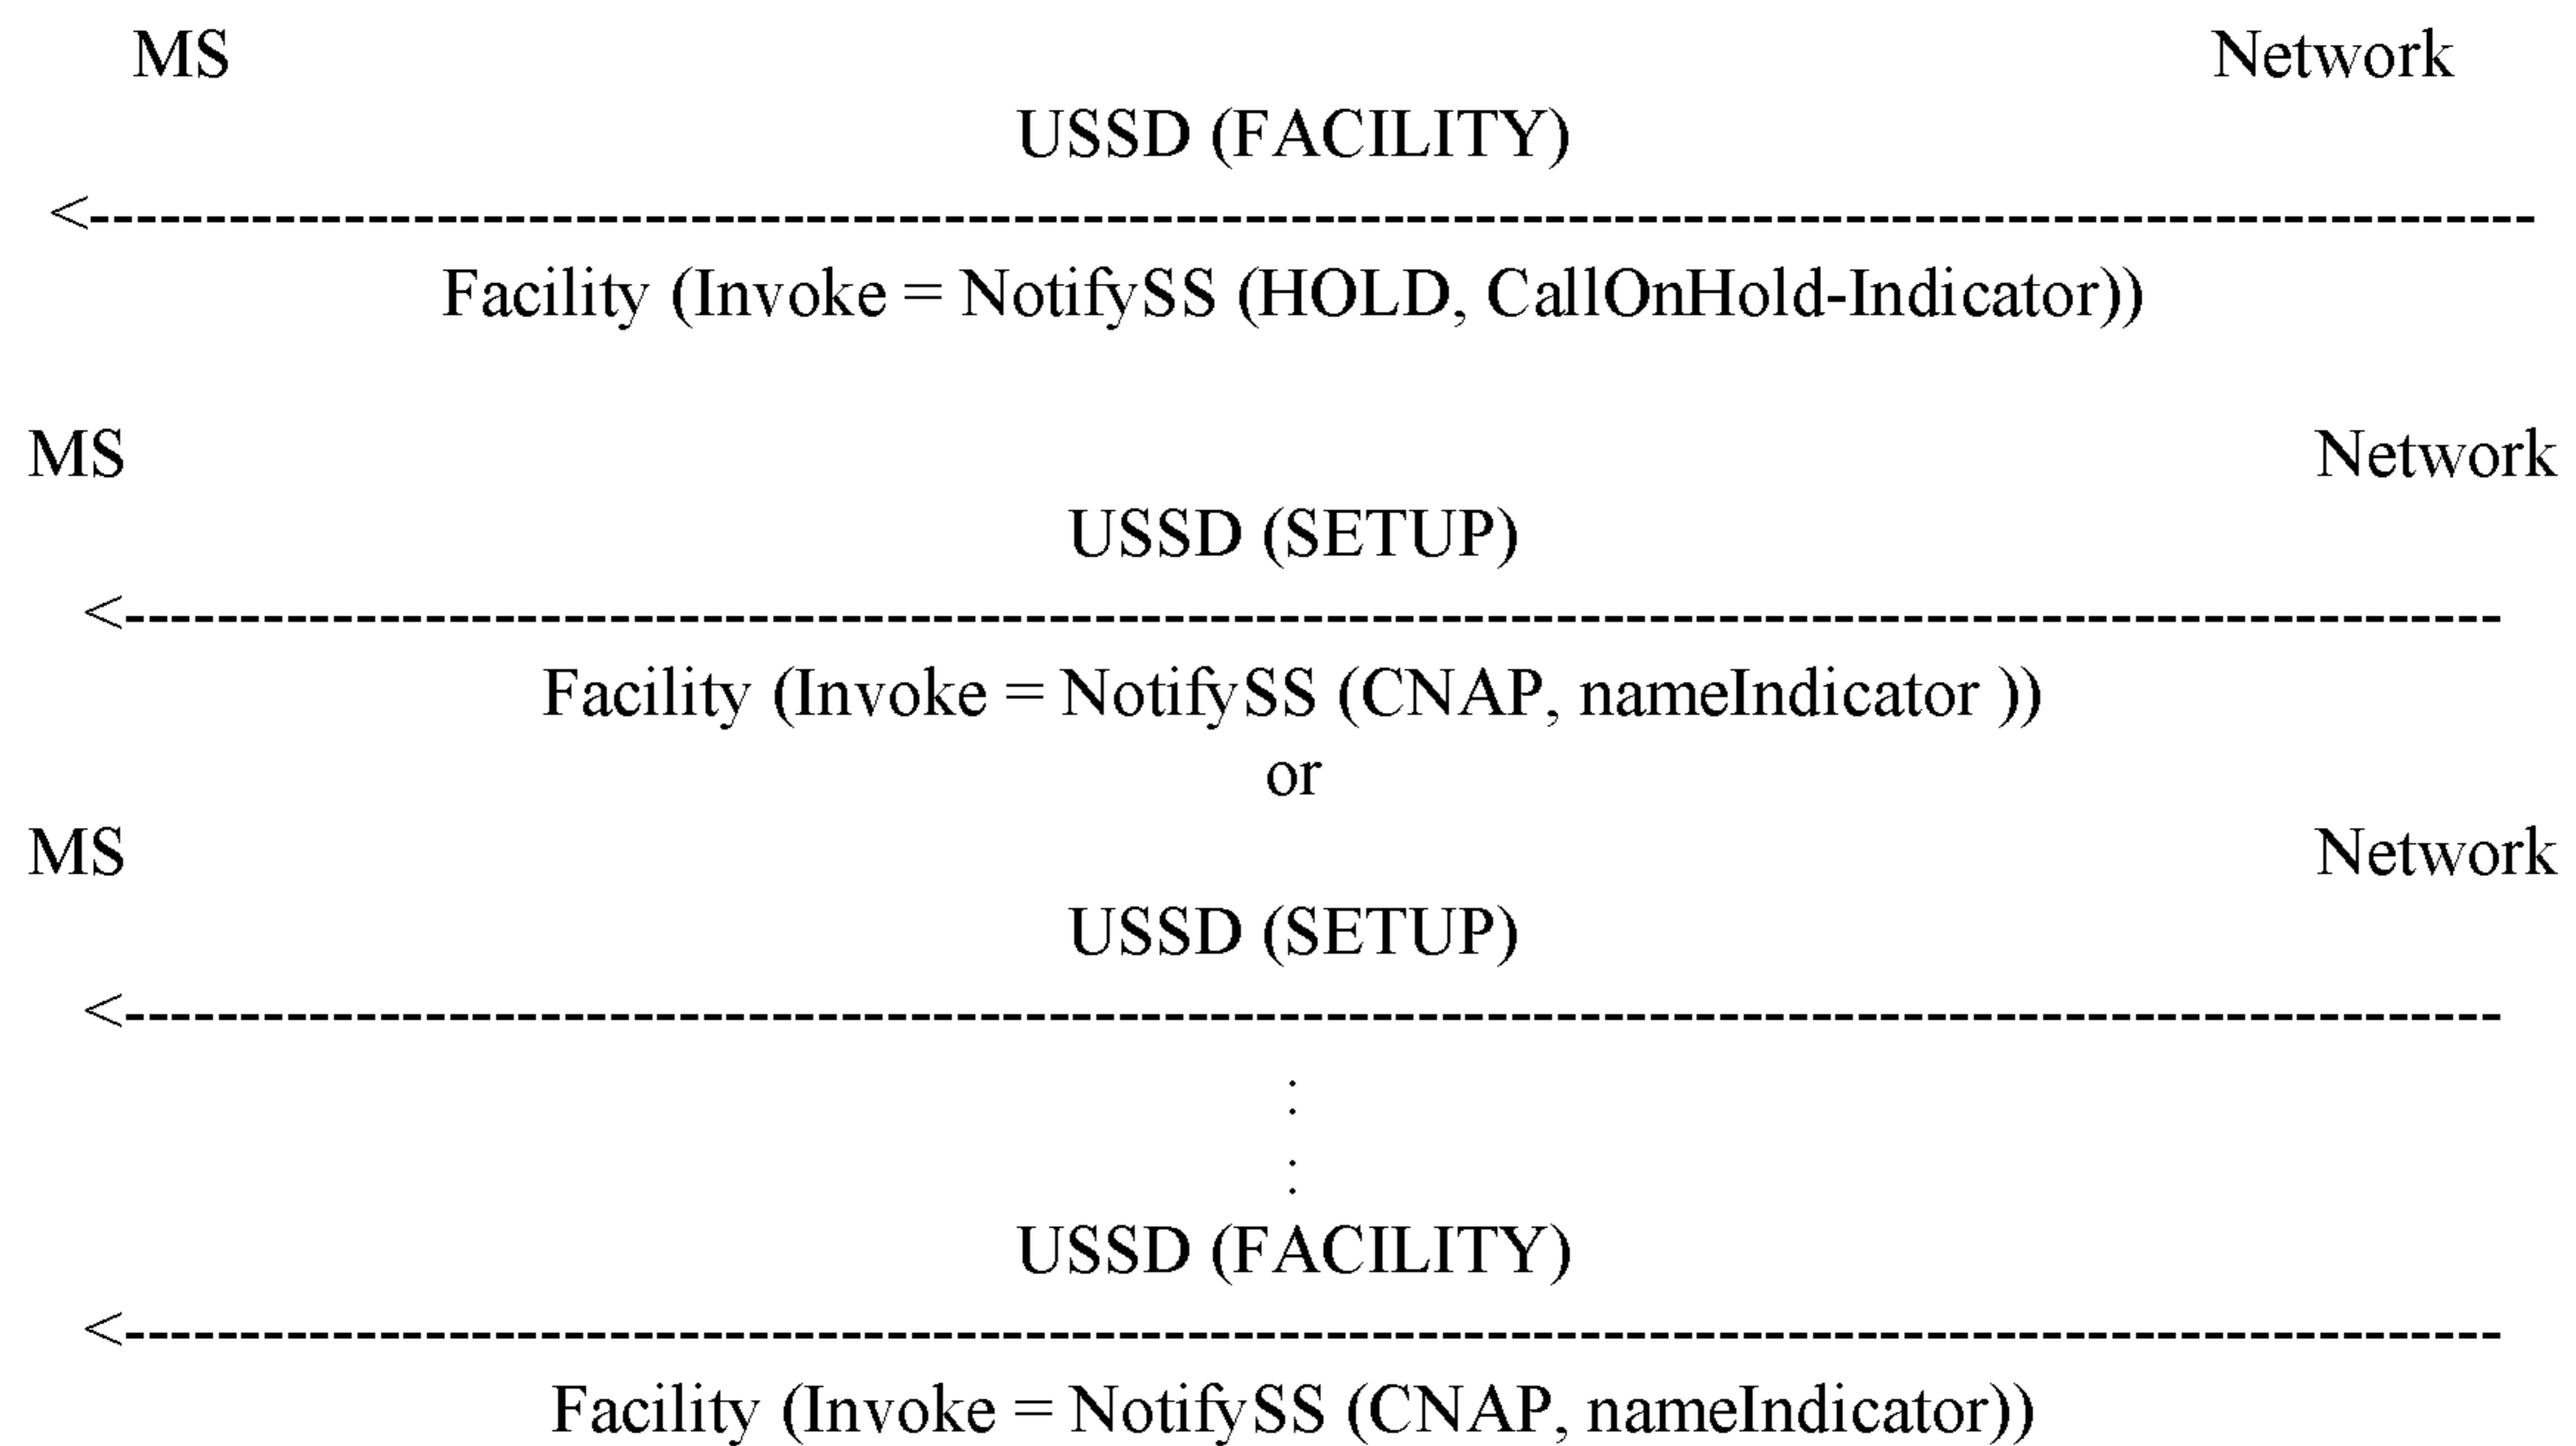 MS Network
USSD (FACILITY)
<--------------------------------------------------------------------------------------------------------
Facility (Invoke = NotifySS (HOLD, CallOnHold-Indicator))
MS Network
USSD (SETUP)
<------------------------------------------------------------------------------------------------------
Facility (Invoke = NotifySS (CNAP, nameIndicator ))
or
MS Network
USSD (SETUP)
<------------------------------------------------------------------------------------------------------
:
:
USSD (FACILITY)
<------------------------------------------------------------------------------------------------------
Facility (Invoke = NotifySS (CNAP, nameIndicator))